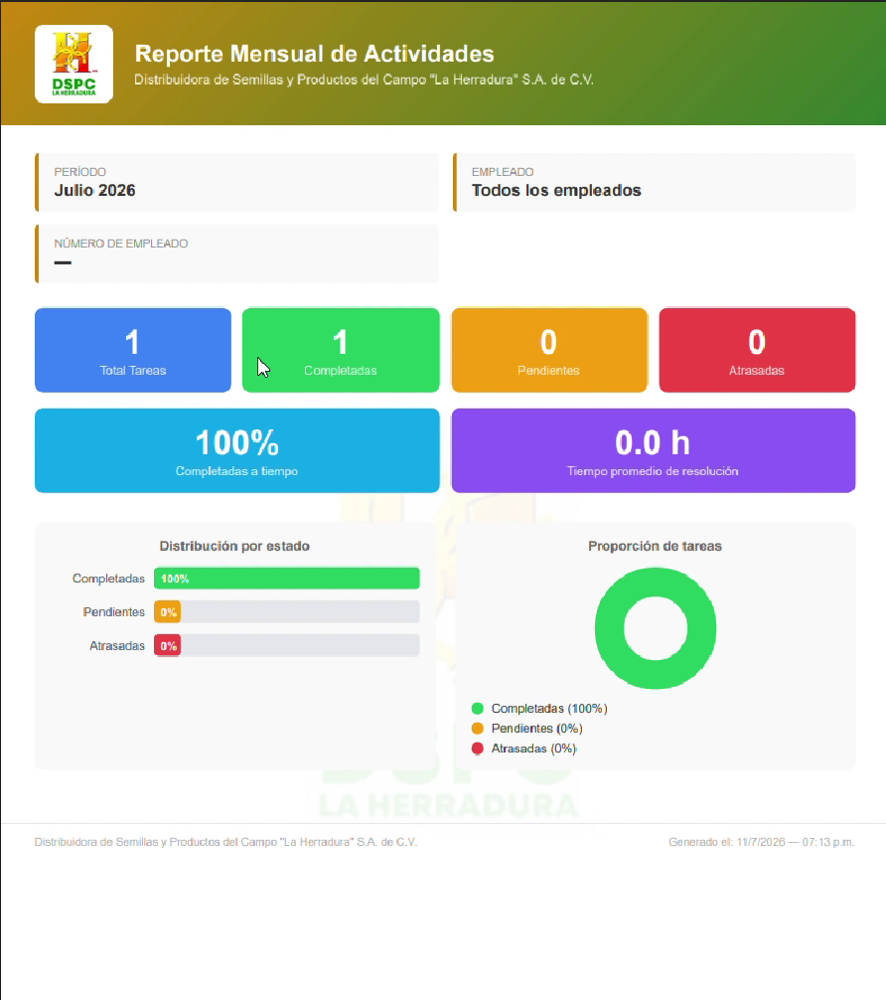 DSPC
LA HERRADURA
Reporte Mensual de Actividades
Distribuidora de Semillas y Productos del Campo "La Herradura" S.A. de C.V.
PERÍODO
Julio 2026
EMPLEADO
Todos los empleados
NÚMERO DE EMPLEADO
—
1
Total Tareas
1
Completadas
0
Pendientes
0
Atrasadas
100%
Completadas a tiempo
0.0 h
Tiempo promedio de resolución
Distribución por estado
Completadas 100%
Pendientes 0%
Atrasadas 0%
Proporción de tareas
Completadas (100%)
Pendientes (0%)
Atrasadas (0%)
DSPC
LA HERRADURA
Distribuidora de Semillas y Productos del Campo "La Herradura" S.A. de C.V.
Generado el: 11/7/2026 — 07:13 p.m.